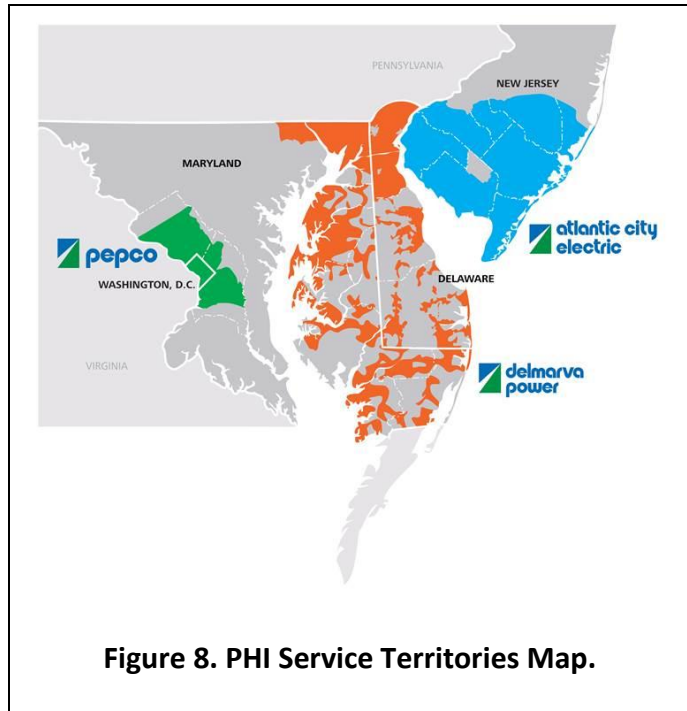 PENNSYLVANIA
NEW JERSEY
MARYLAND
pepco
WASHINGTON, D.C.
atlantic city
electric
DELAWARE
VIRGINIA
delmarva
power
Figure 8. PHI Service Territories Map.